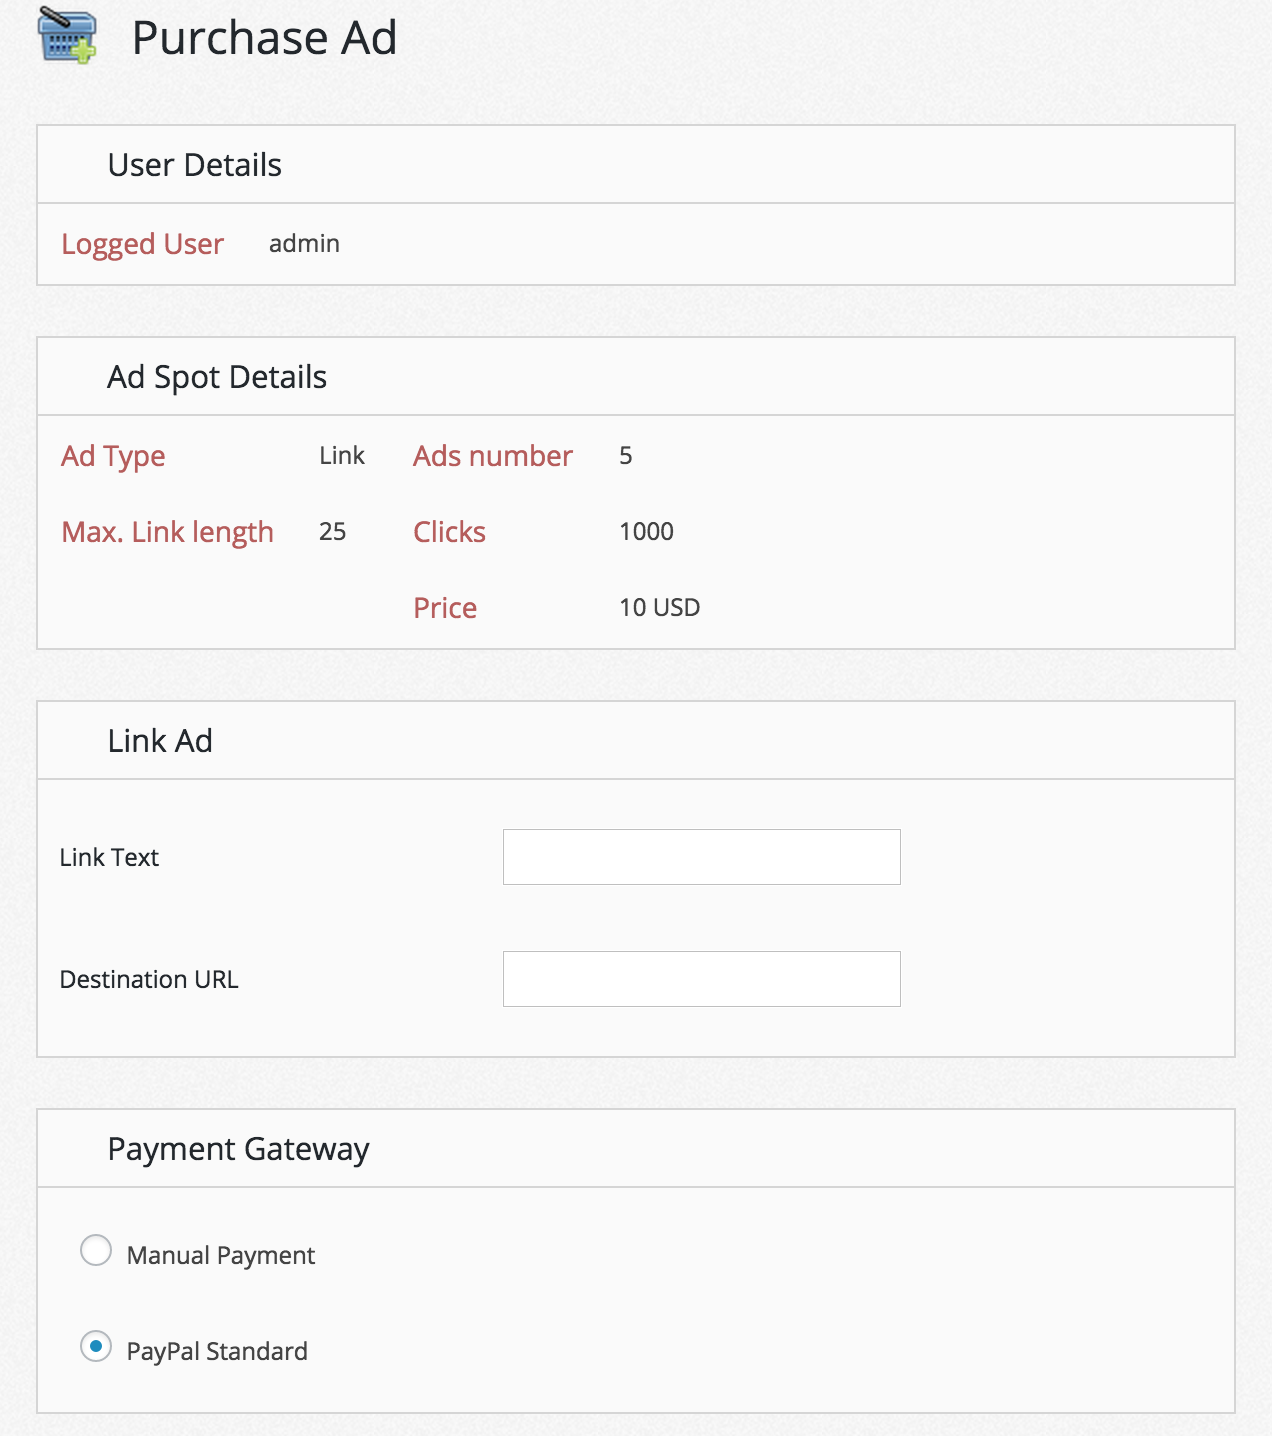 Purchase Ad
User Details
Logged User admin
Ad Spot Details
Ad Type Link Ads number 5
Max. Link length 25 Clicks 1000
Price 10 USD
Link Ad
Link Text
Destination URL
Payment Gateway
Manual Payment
PayPal Standard